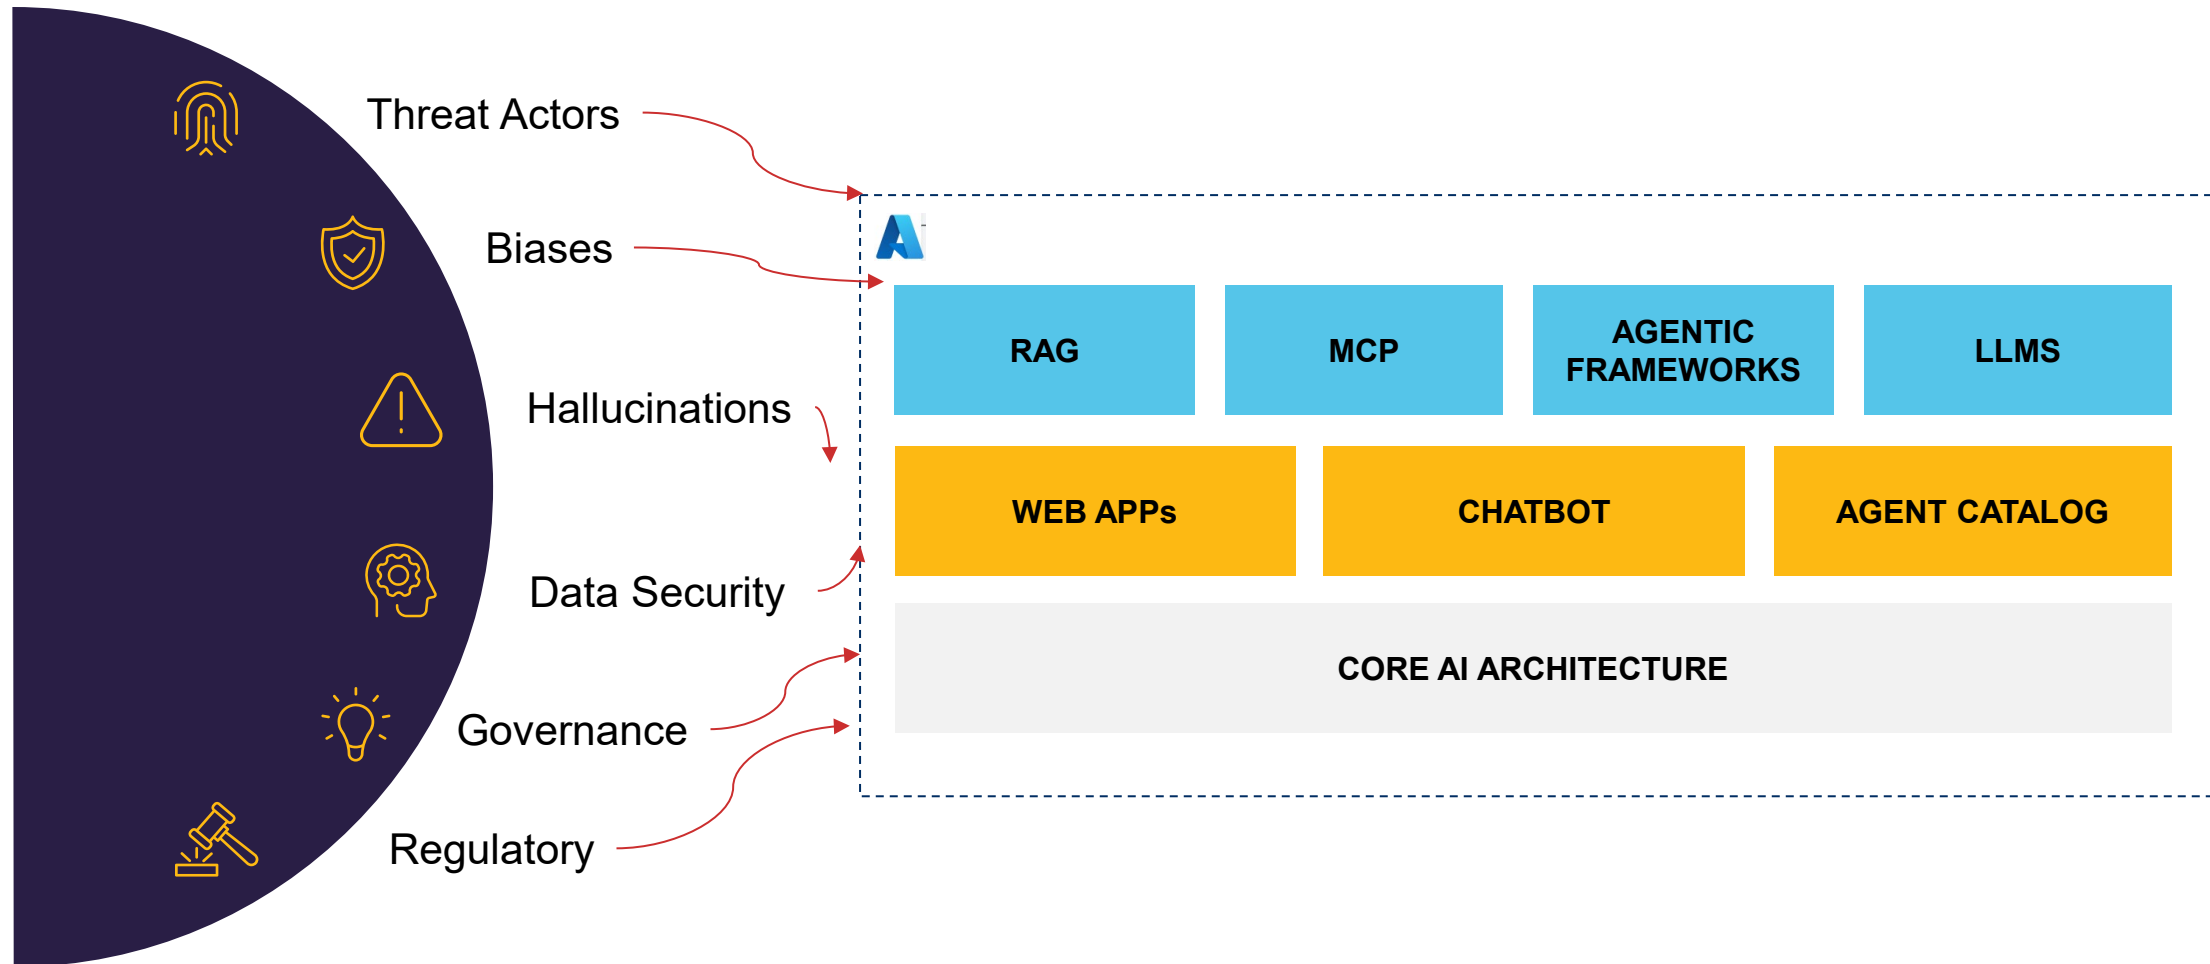 Threat Actors
Biases
Hallucinations
Data Security
Governance
Regulatory
RAG
MCP
AGENTIC
FRAMEWORKS
LLMS
WEB APPs
CHATBOT
AGENT CATALOG
CORE AI ARCHITECTURE